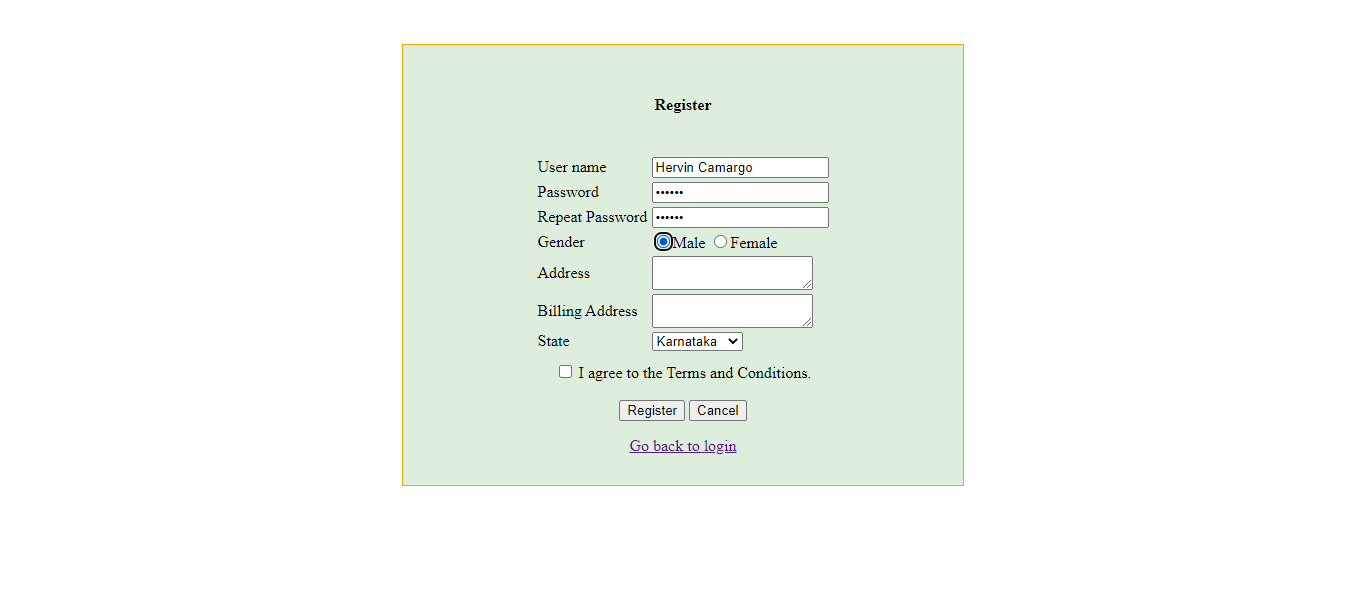 Register
User name Hervin Camargo
Password ••••••
Repeat Password ••••••
Gender Male Female
Address
Billing Address
State Karnataka
I agree to the Terms and Conditions.
Register Cancel
Go back to login